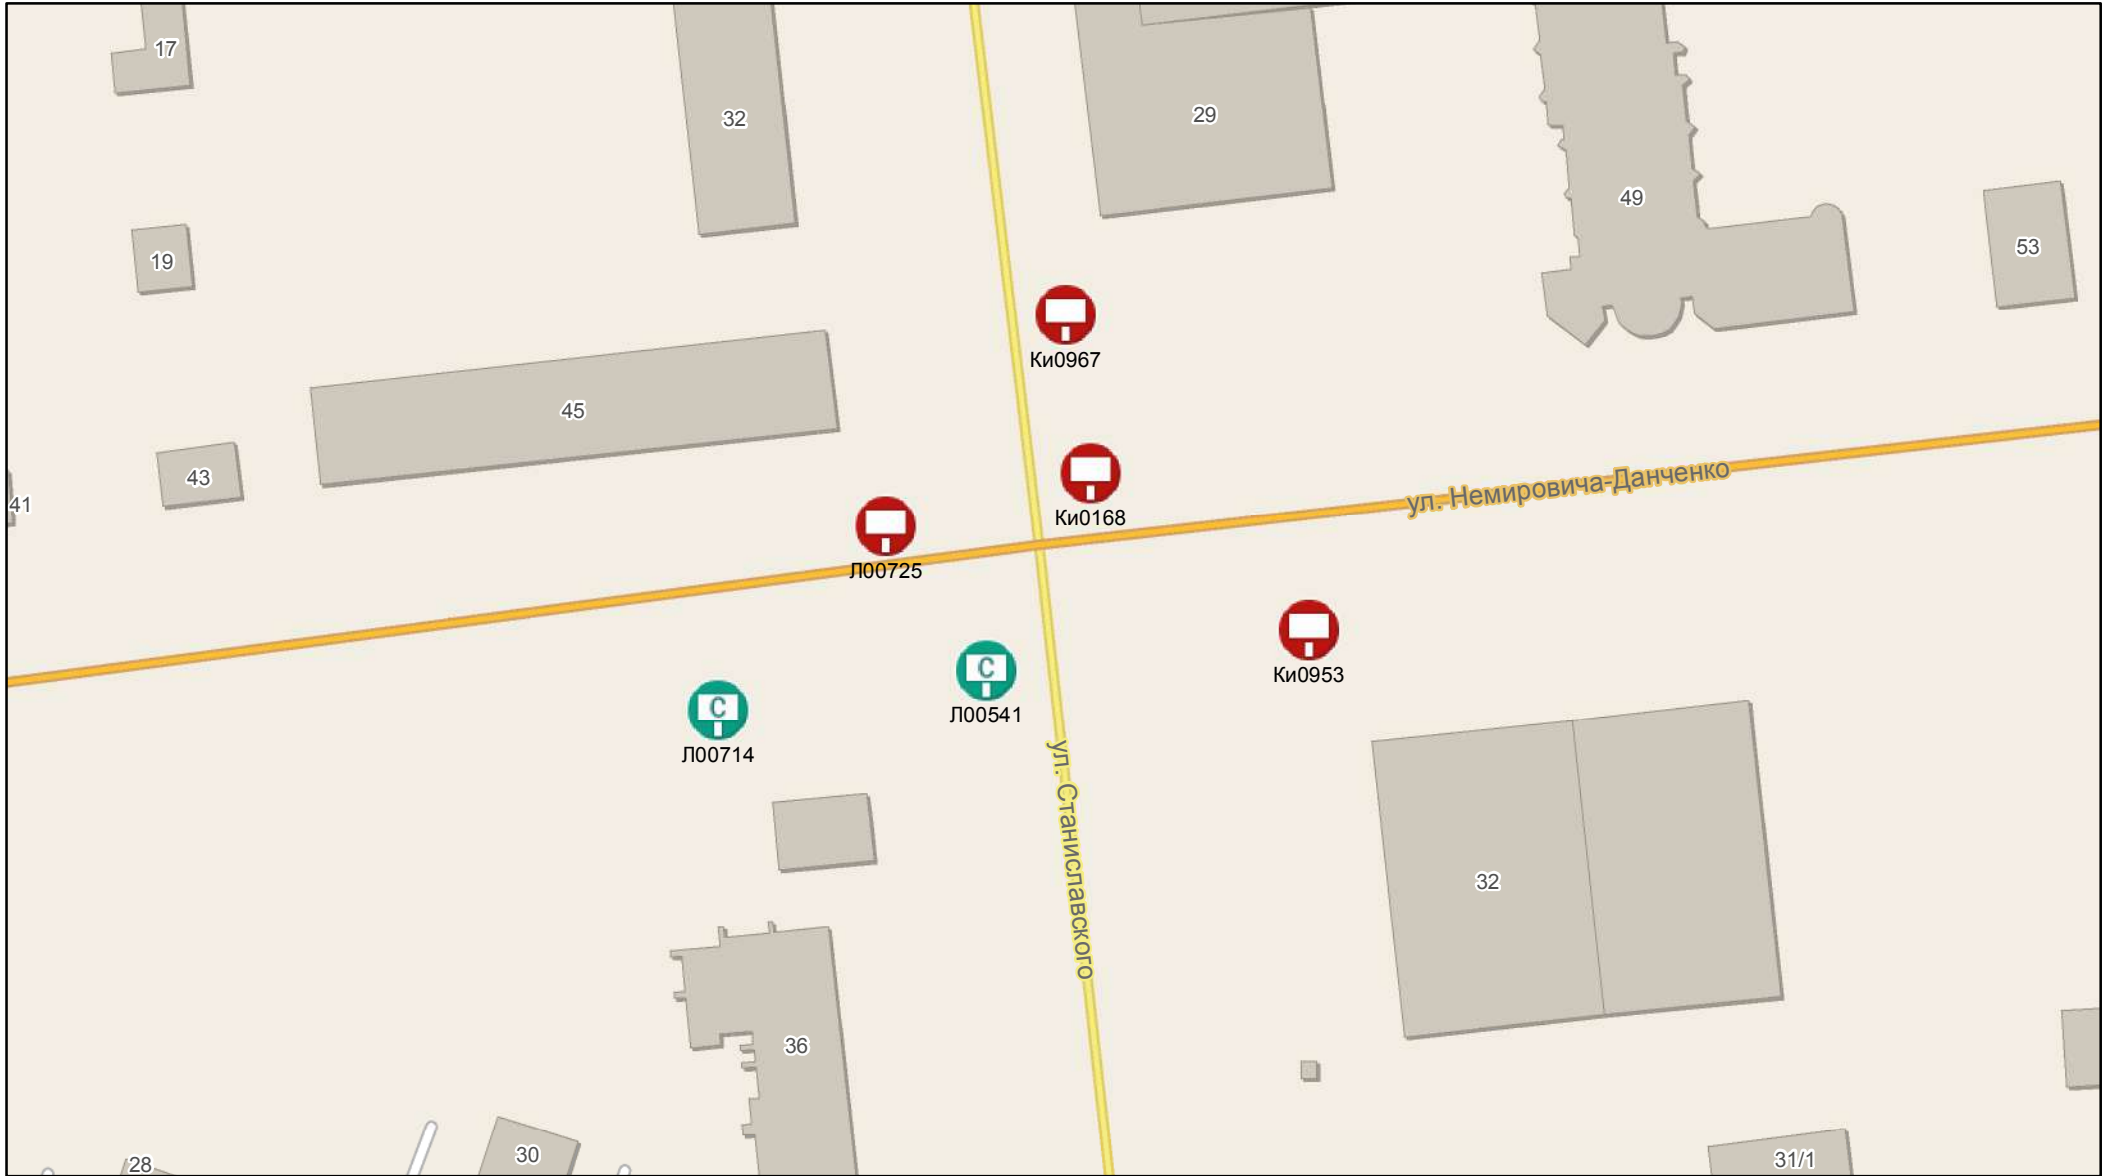 17
32
29
49
19
53
Ки0967
45
43
41
ул. Немировича-Данченко
Ки0168
Л00725
С
Л00541
Ки0953
С
Л00714
ул. Станиславского
32
36
30
28
31/1